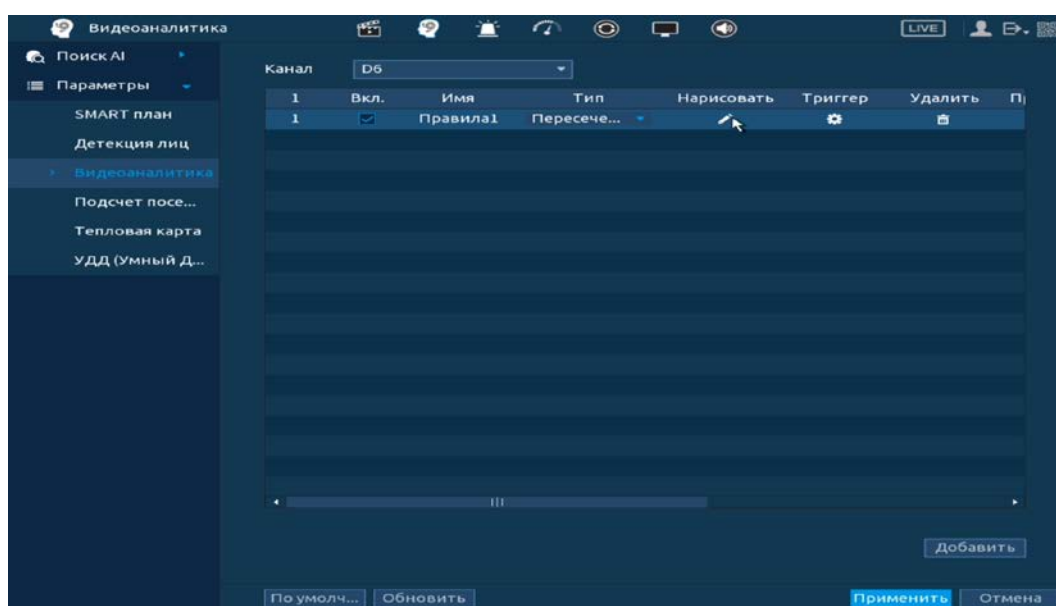 Видеоаналитика LIVE
Поиск AI
Параметры
SMART план
Детекция лиц
Видеоаналитика
Подсчет посе...
Тепловая карта
УДД (Умный Д...
Канал D6
1 Вкл. Имя Тип Нарисовать Триггер Удалить
1 Правила1 Пересече...
Добавить
По умолч... Обновить Применить Отмена